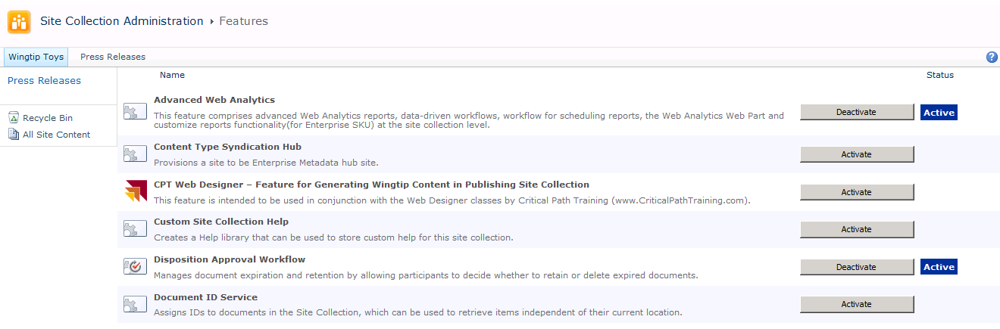 Site Collection Administration ▸ Features
Wingtip Toys Press Releases
Press Releases
Recycle Bin
All Site Content
Name Status
Advanced Web Analytics
This feature comprises advanced Web Analytics reports, data-driven workflows, workflow for scheduling reports, the Web Analytics Web Part and
customize reports functionality(for Enterprise SKU) at the site collection level.
Deactivate Active
Content Type Syndication Hub
Provisions a site to be Enterprise Metadata hub site.
Activate
CPT Web Designer – Feature for Generating Wingtip Content in Publishing Site Collection
This feature is intended to be used in conjunction with the Web Designer classes by Critical Path Training (www.CriticalPathTraining.com).
Activate
Custom Site Collection Help
Creates a Help library that can be used to store custom help for this site collection.
Activate
Disposition Approval Workflow
Manages document expiration and retention by allowing participants to decide whether to retain or delete expired documents.
Deactivate Active
Document ID Service
Assigns IDs to documents in the Site Collection, which can be used to retrieve items independent of their current location.
Activate